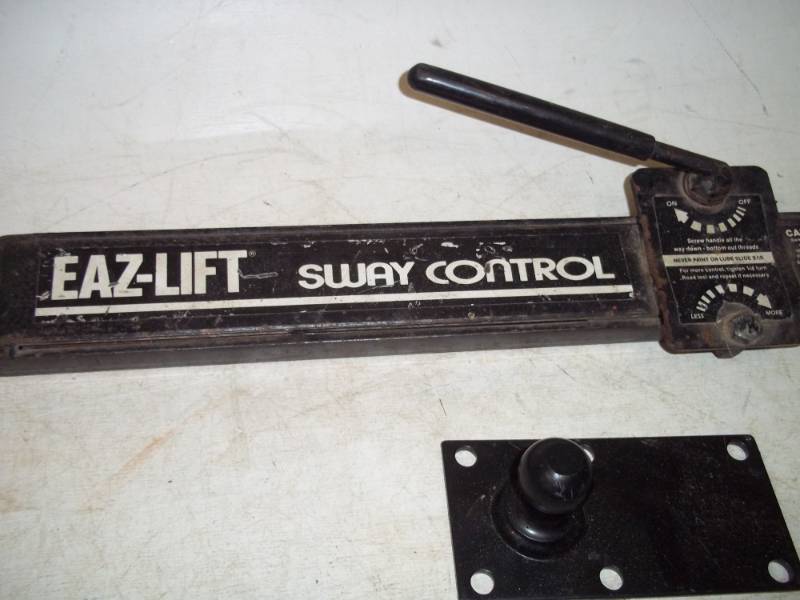 EAZ-LIFT® SWAY CONTROL
ON OFF
Screw handle all the
way down - bottom out threads
NEVER PAINT OR LUBE SLIDE BAR
For more control, tighten 1/4 turn
Road test and repeat if necessary
LESS MORE
CA